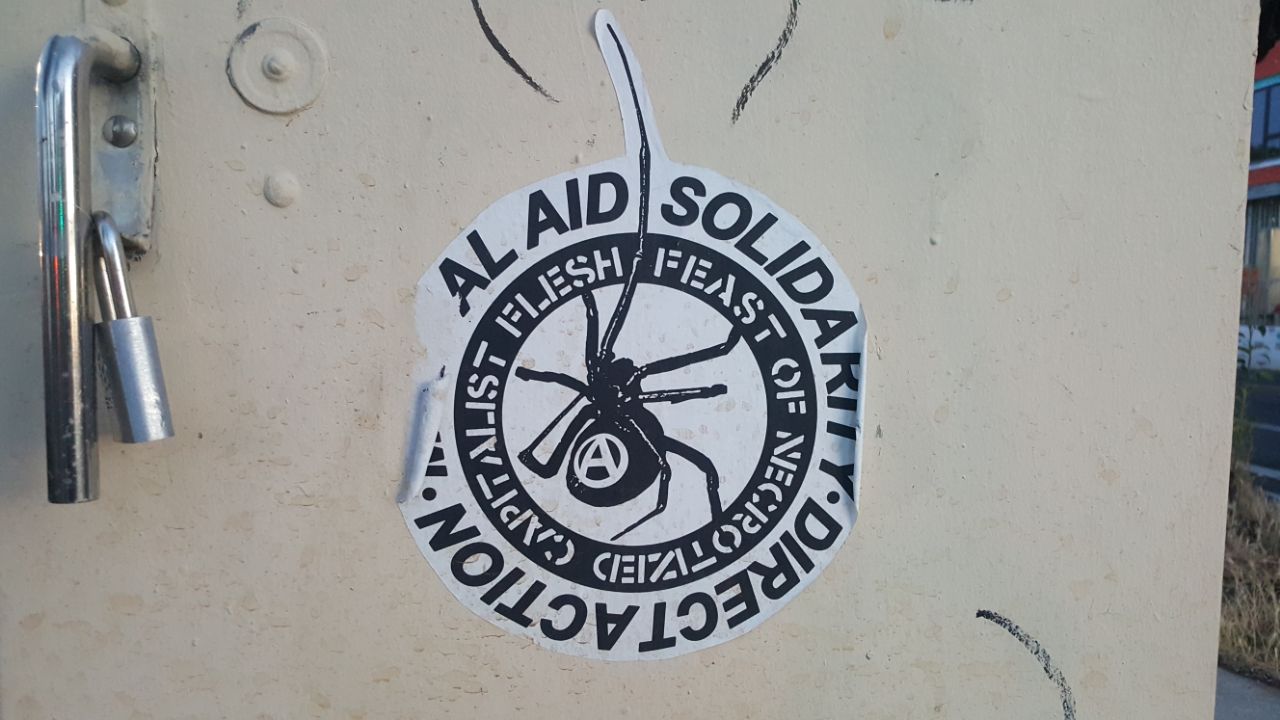 AL AID SOLIDARITY · DIRECT ACTION ·
FEAST OF NECROTIZED CAPITALIST FLESH
A